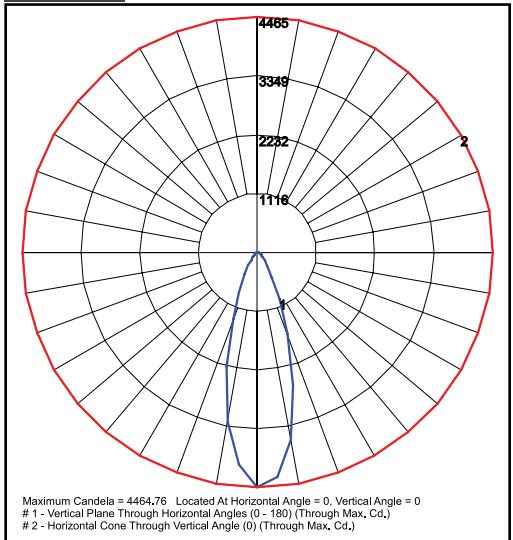 4465
3349
2232
2
1116
1
Maximum Candela = 4464.76 Located At Horizontal Angle = 0, Vertical Angle = 0
# 1 - Vertical Plane Through Horizontal Angles (0 - 180) (Through Max. Cd.)
# 2 - Horizontal Cone Through Vertical Angle (0) (Through Max. Cd.)